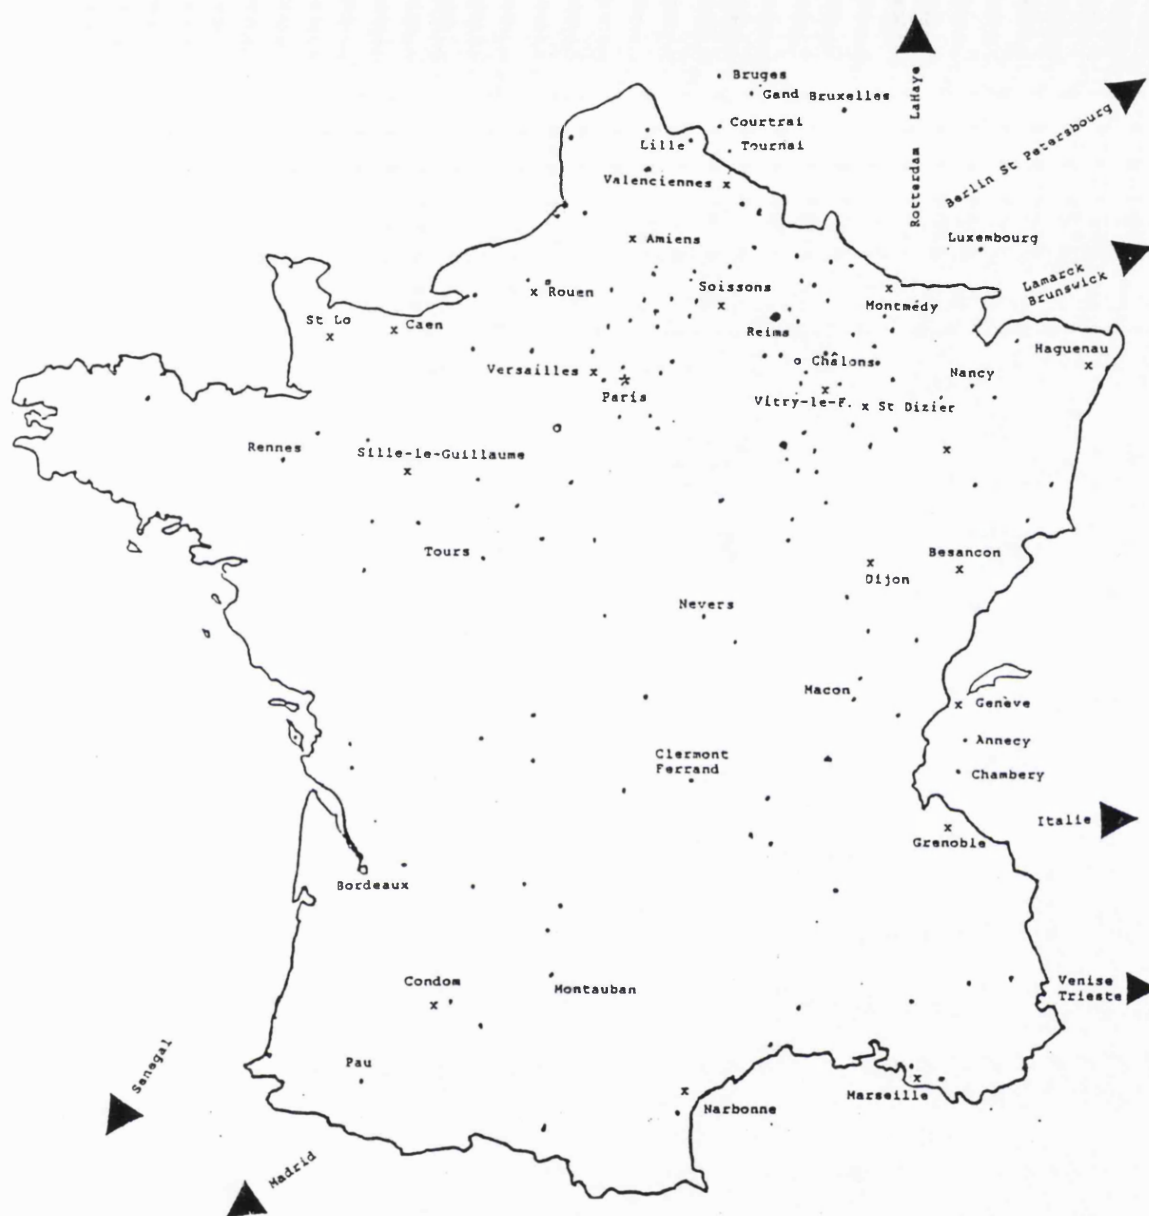 Bruges
Gand Bruxelles
Courtrai
Lille
Tournai
Valenciennes
Rotterdam LaHaye
Berlin St Petersbourg
Amiens
Luxembourg
Lamarck
Brunswick
Soissons
Rouen
Montmédy
St Lo
Caen
Reims
Haguenau
Châlons
Versailles
Nancy
Paris
Vitry-le-F.
St Dizier
Rennes
Sille-le-Guillaume
Tours
Besancon
Dijon
Nevers
Macon
Genève
Annecy
Clermont
Ferrand
Chambery
Italie
Grenoble
Bordeaux
Condom
Montauban
Venise
Trieste
Senegal
Pau
Marseille
Narbonne
Madrid